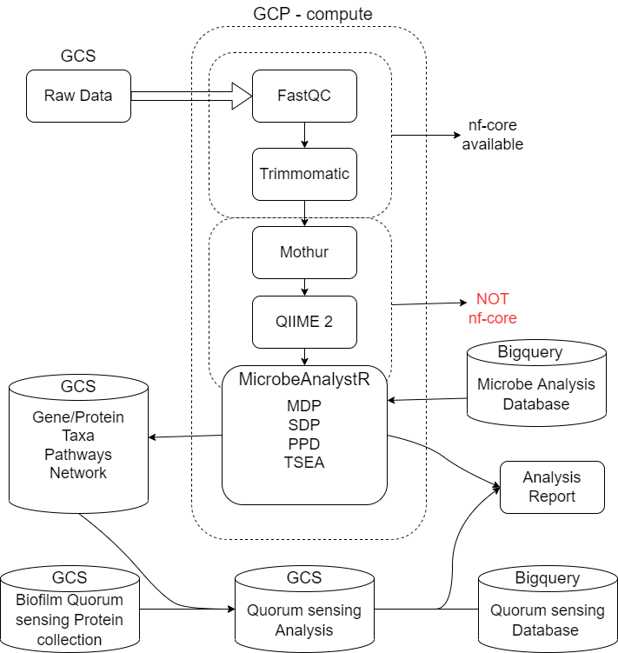 GCP - compute
GCS
Raw Data
FastQC
nf-core
available
Trimmomatic
Mothur
NOT
nf-core
QIIME 2
Bigquery
Microbe Analysis
Database
MicrobeAnalystR
MDP
SDP
PPD
TSEA
GCS
Gene/Protein
Taxa
Pathways
Network
Analysis
Report
GCS
Biofilm Quorum
sensing Protein
collection
GCS
Quorum sensing
Analysis
Bigquery
Quorum sensing
Database